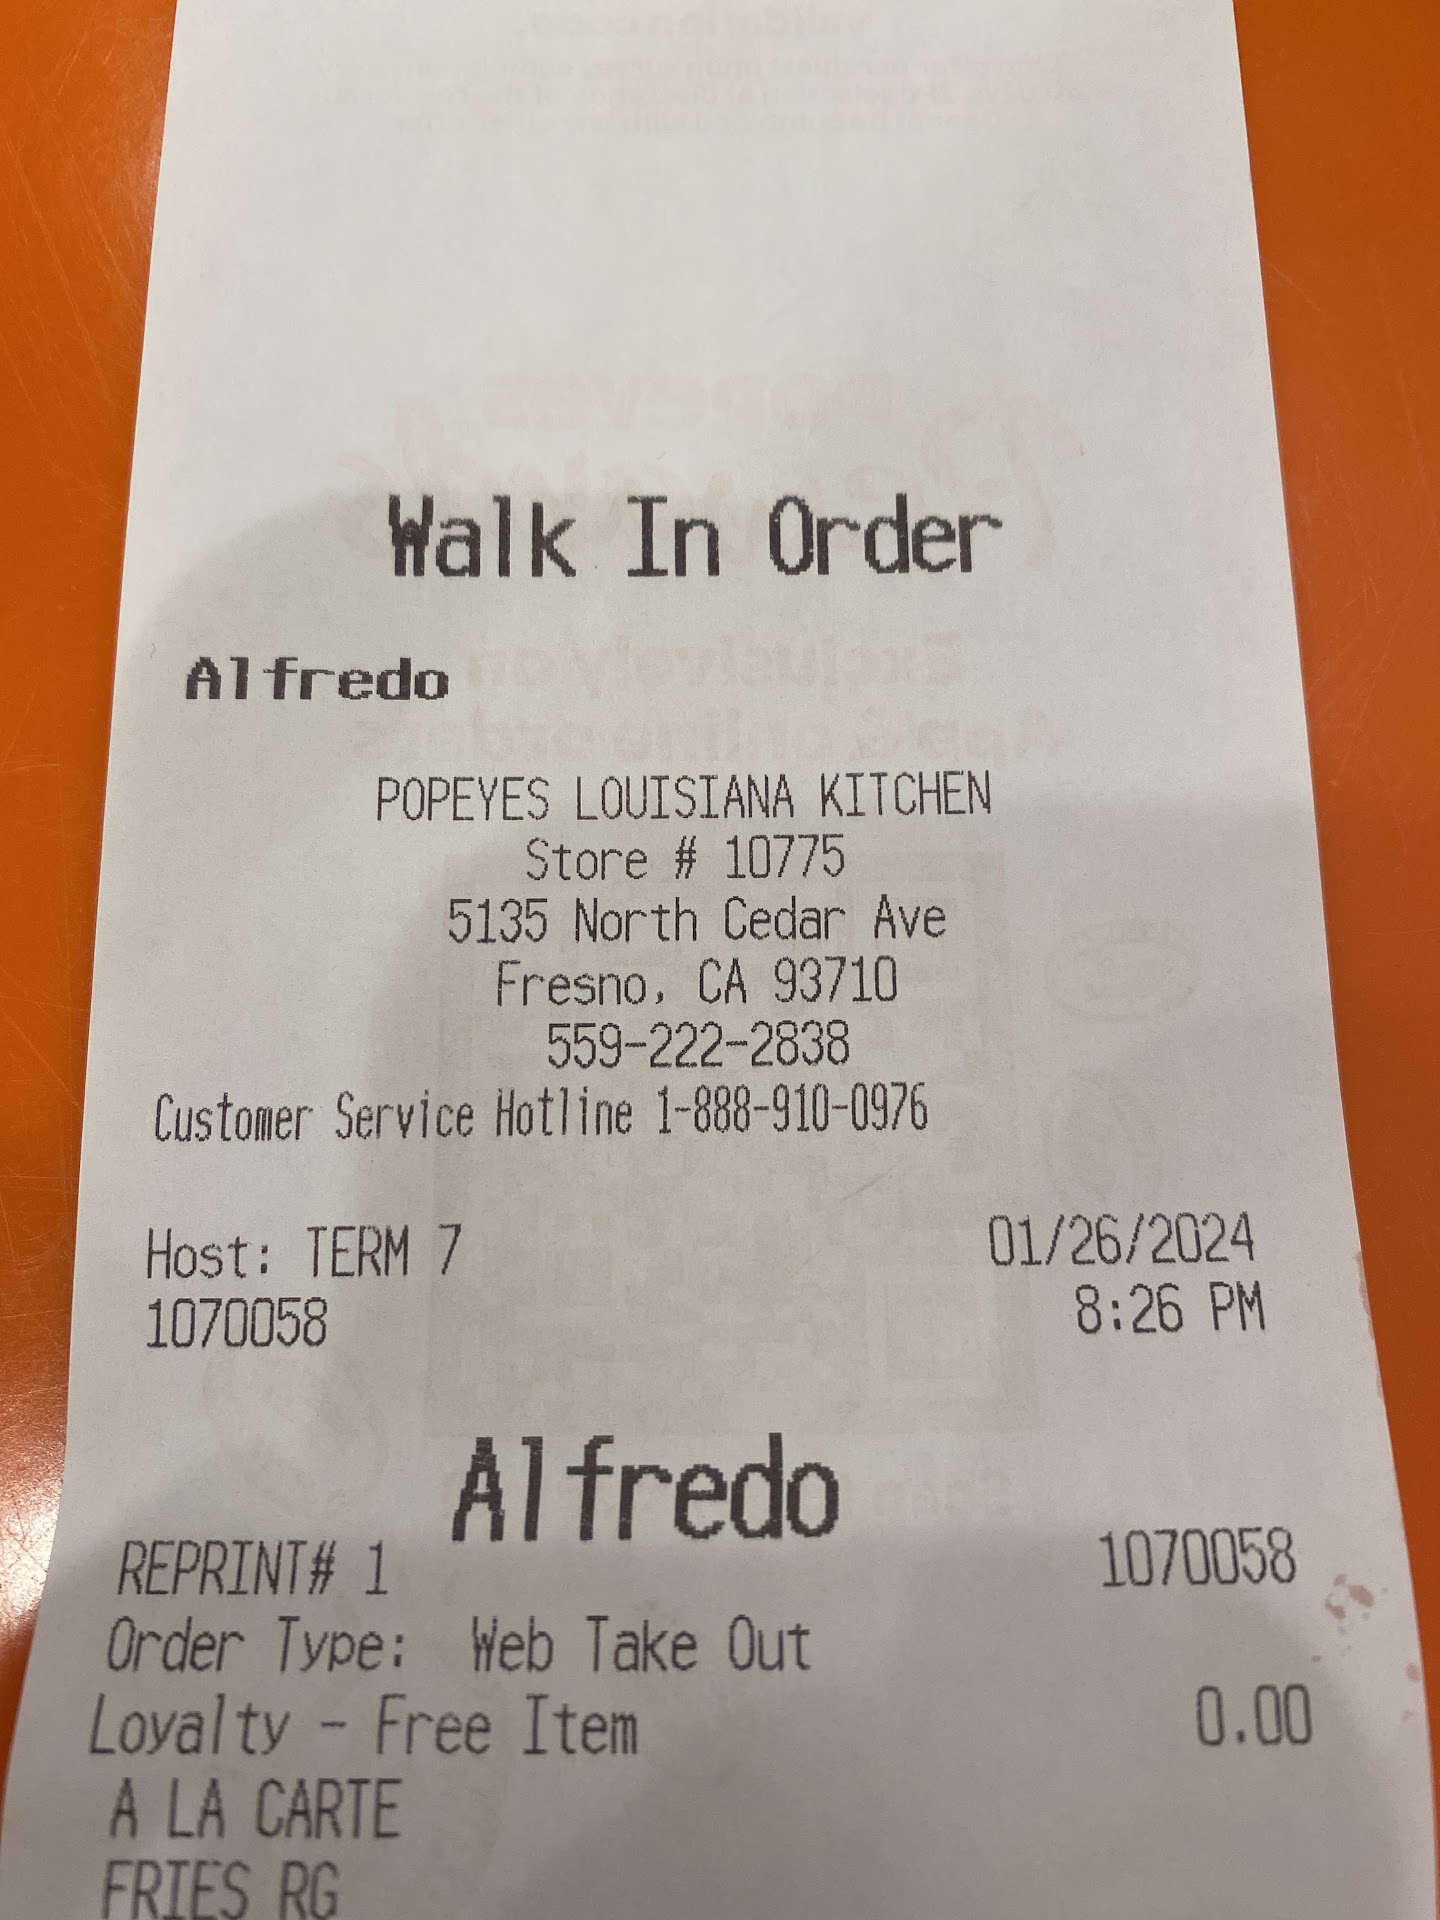 Walk In Order
Alfredo
POPEYES LOUISIANA KITCHEN
Store # 10775
5135 North Cedar Ave
Fresno, CA 93710
559-222-2838
Customer Service Hotline 1-888-910-0976
Host: TERM 7 01/26/2024
1070058 8:26 PM
Alfredo
REPRINT# 1 1070058
Order Type: Web Take Out
Loyalty - Free Item 0.00
A LA CARTE
FRIES RG